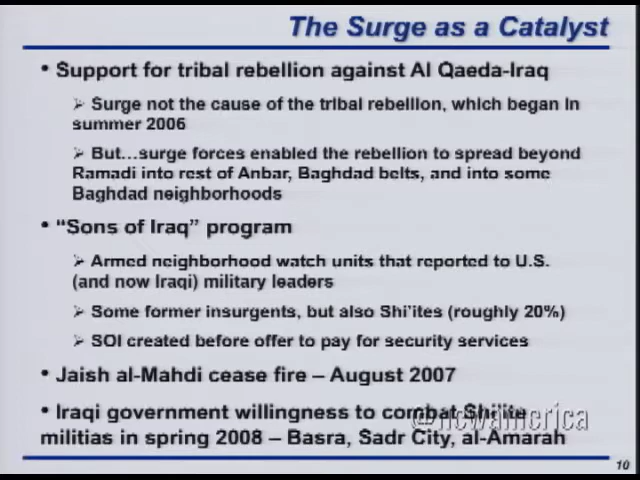 The Surge as a Catalyst
• Support for tribal rebellion against Al Qaeda-Iraq
➢ Surge not the cause of the tribal rebellion, which began in
summer 2006
➢ But...surge forces enabled the rebellion to spread beyond
Ramadi into rest of Anbar, Baghdad belts, and into some
Baghdad neighborhoods
• “Sons of Iraq” program
➢ Armed neighborhood watch units that reported to U.S.
(and now Iraqi) military leaders
➢ Some former insurgents, but also Shi'ites (roughly 20%)
➢ SOI created before offer to pay for security services
• Jaish al-Mahdi cease fire – August 2007
• Iraqi government willingness to combat Shi'ite
@newamerica
militias in spring 2008 – Basra, Sadr City, al-Amarah
10